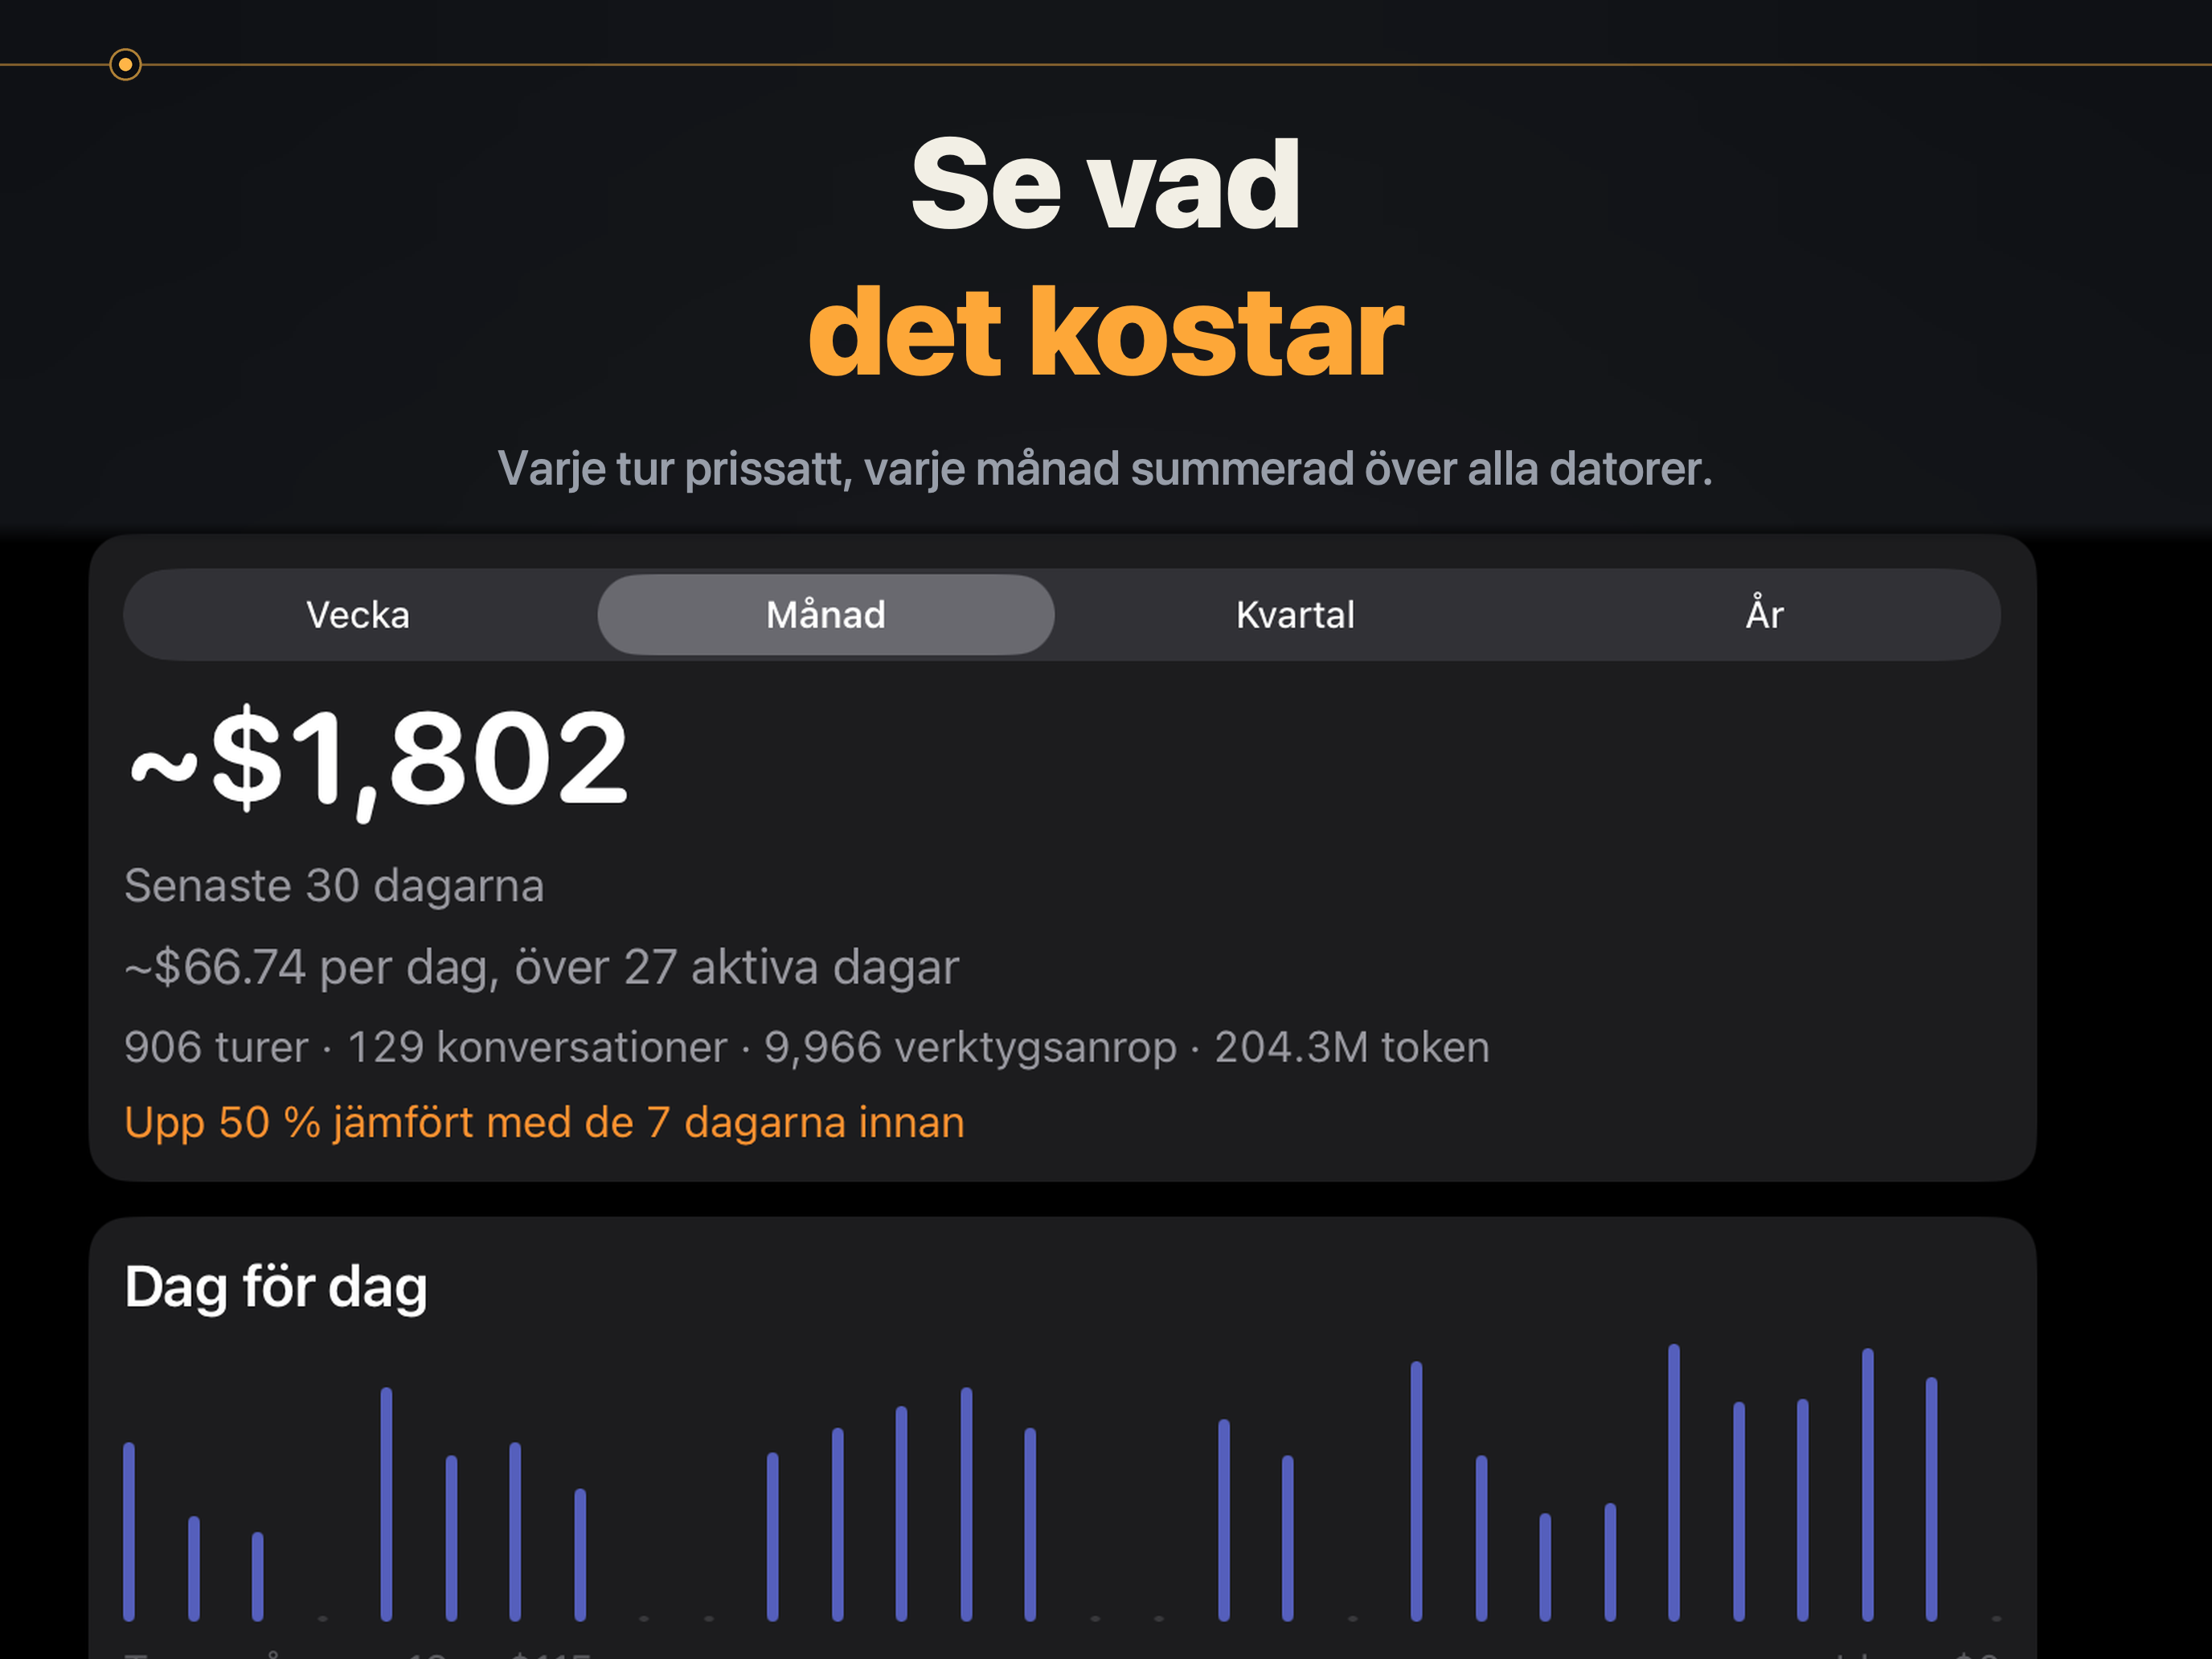 Se vad
det kostar
Varje tur prissatt, varje månad summerad över alla datorer.
Vecka Månad Kvartal År
~$1,802
Senaste 30 dagarna
~$66.74 per dag, över 27 aktiva dagar
906 turer · 129 konversationer · 9,966 verktygsanrop · 204.3M token
Upp 50 % jämfört med de 7 dagarna innan
Dag för dag